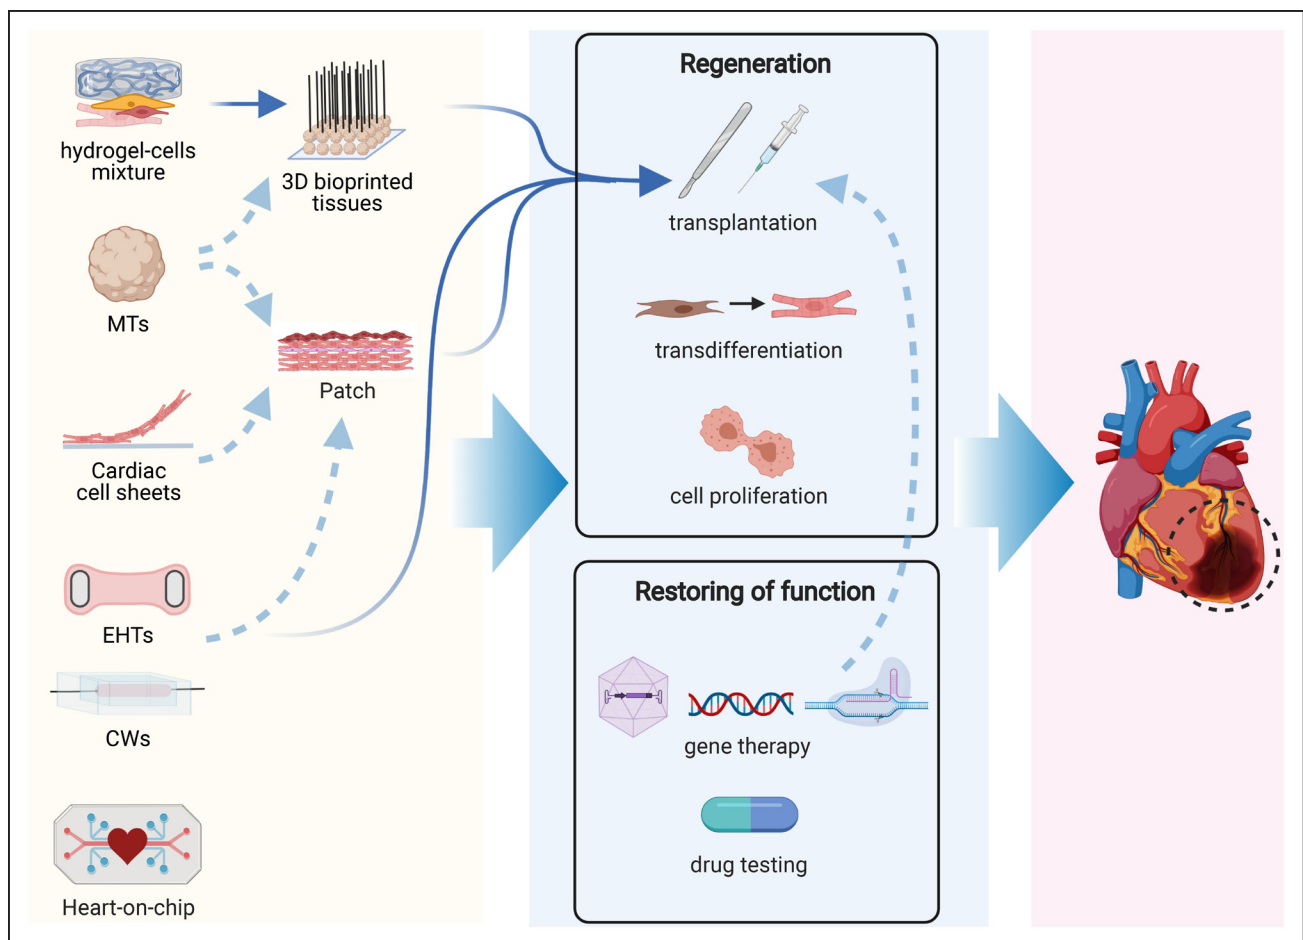 hydrogel-cells
mixture
3D bioprinted
tissues
MTs
Patch
Cardiac
cell sheets
EHTs
CWs
Heart-on-chip
Regeneration
transplantation
transdifferentiation
cell proliferation
Restoring of function
gene therapy
drug testing